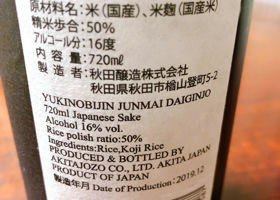 原材料名：米（国産）、米麹（国産米）
精米歩合：50％
アルコール分：16度
内 容 量：720㎖
製 造 者：秋田醸造株式会社
秋田県秋田市楢山登町5-2
YUKINOBIJIN JUNMAI DAIGINJO
720ml Japanese Sake
Alcohol 16% vol.
Rice polish ratio:50%
Ingredients:Rice,Koji Rice
PRODUCED & BOTTLED BY
AKITAJOZO CO., LTD. AKITA JAPAN
PRODUCT OF JAPAN
製造年月 Date of Production: 2019.12